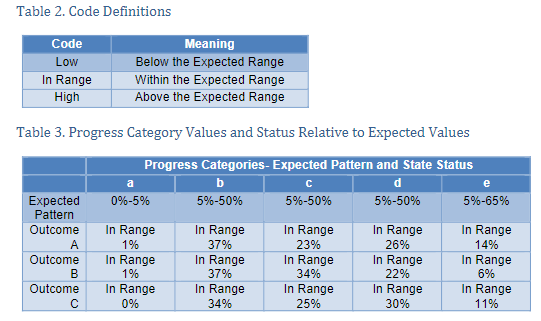 Table 2. Code Definitions
Code Meaning
Low Below the Expected Range
In Range Within the Expected Range
High Above the Expected Range
Table 3. Progress Category Values and Status Relative to Expected Values
Progress Categories- Expected Pattern and State Status
a b c d e
Expected 0%-5% 5%-50% 5%-50% 5%-50% 5%-65%
Pattern
Outcome In Range In Range In Range In Range In Range
A 1% 37% 23% 26% 14%
Outcome In Range In Range In Range In Range In Range
B 1% 37% 34% 22% 6%
Outcome In Range In Range In Range In Range In Range
C 0% 34% 25% 30% 11%